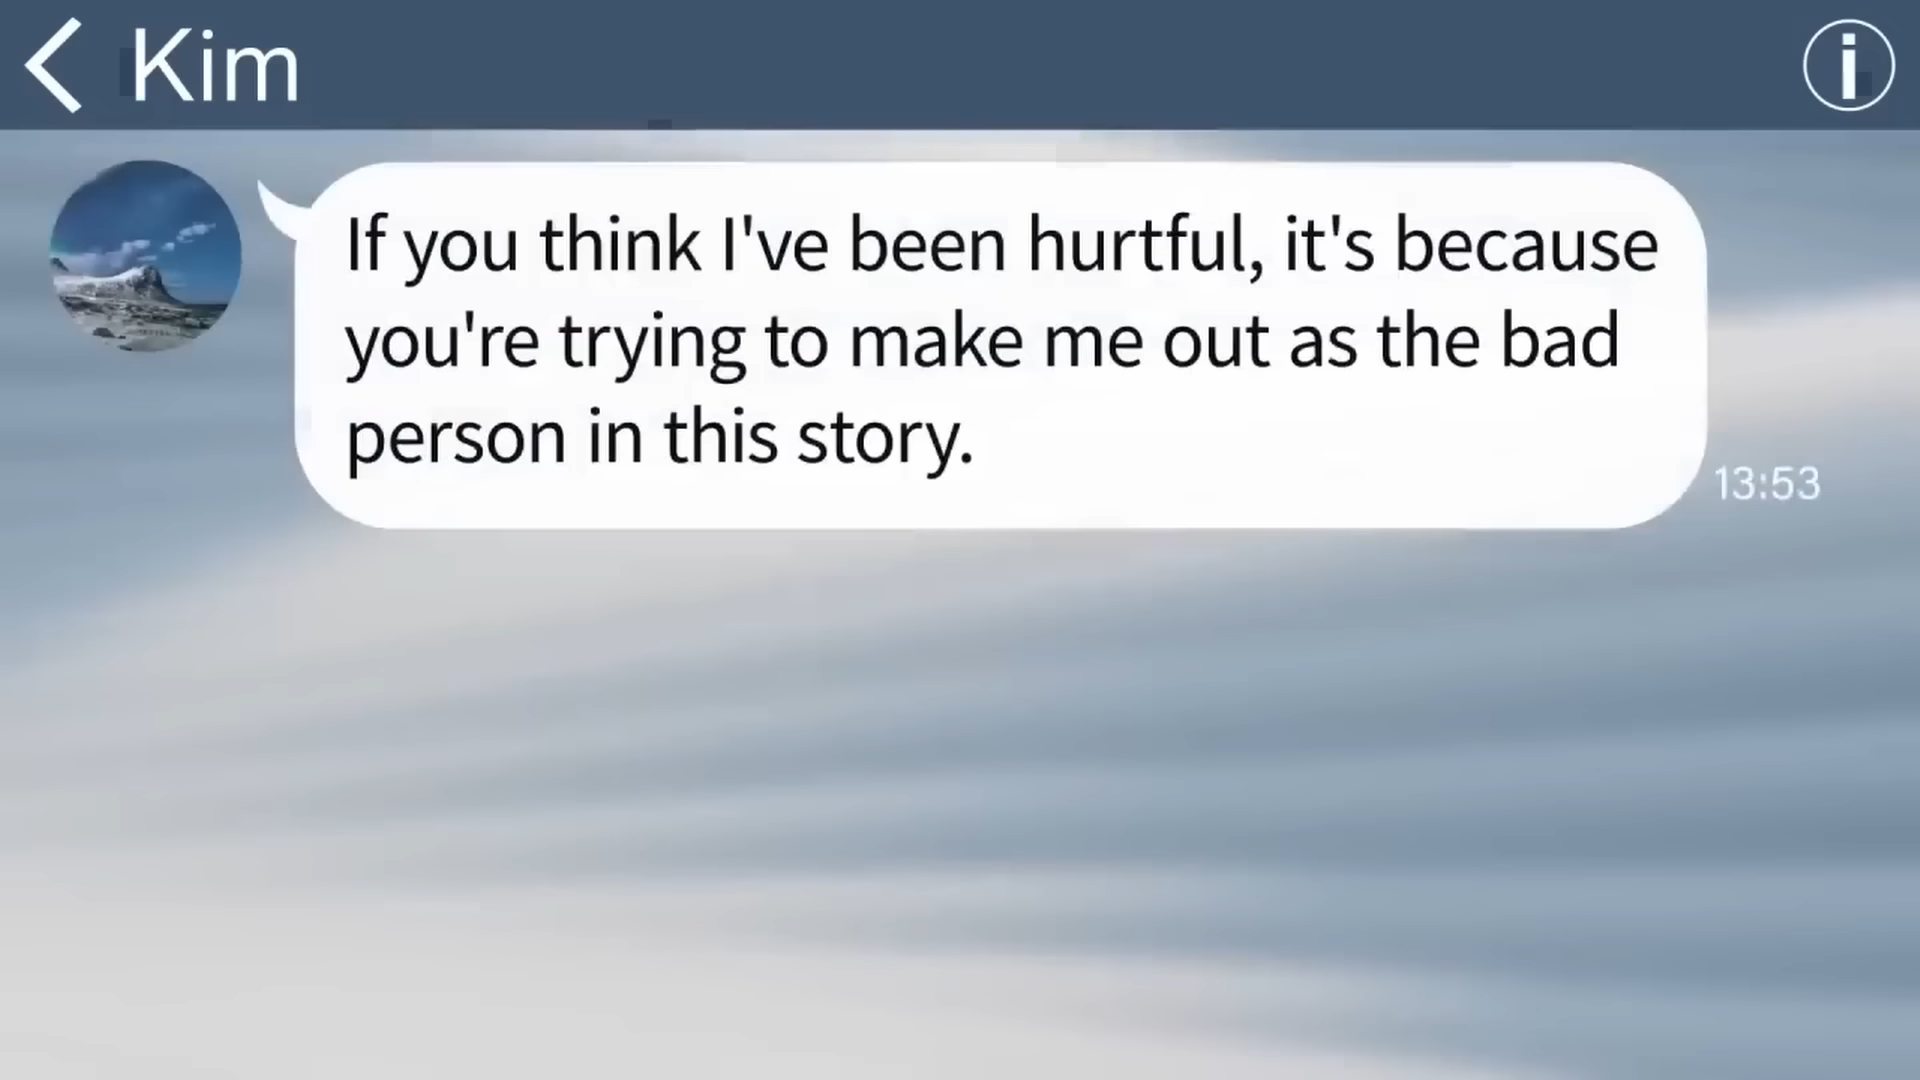 Kim
If you think I've been hurtful, it's because
you're trying to make me out as the bad
person in this story.
13:53